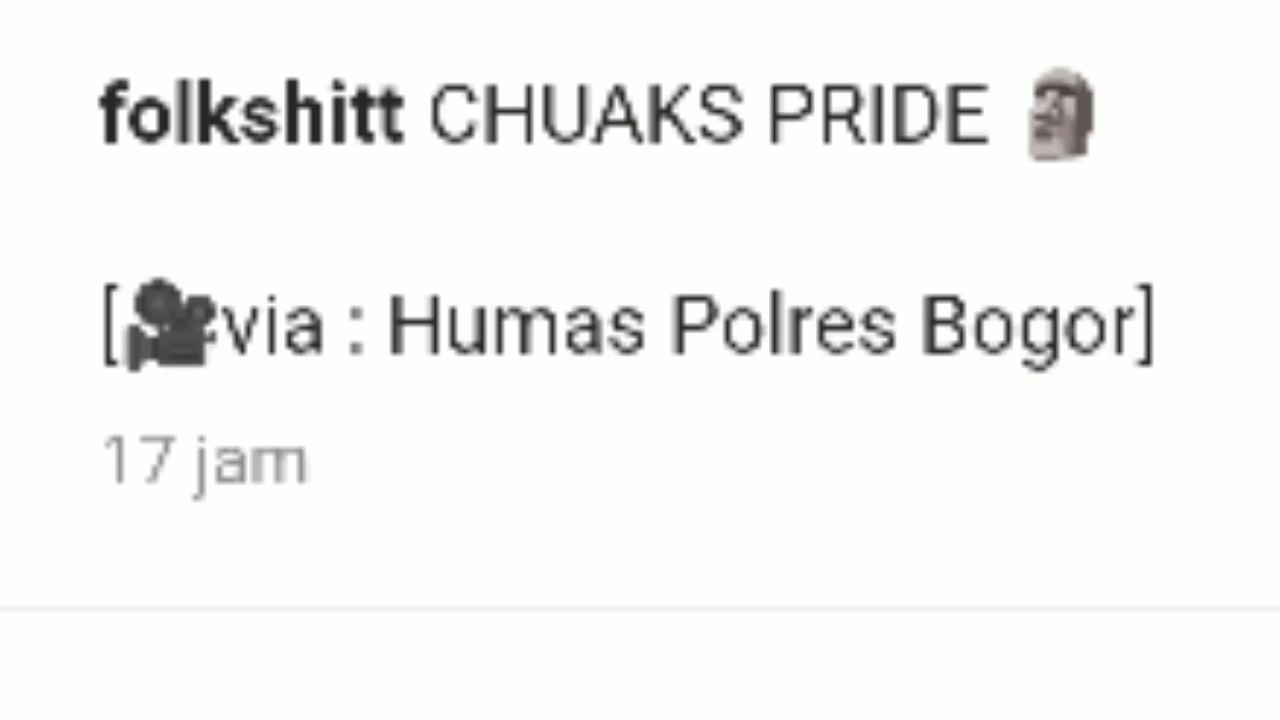 folkshitt CHUAKS PRIDE 🗿
[🎥via : Humas Polres Bogor]
17 jam